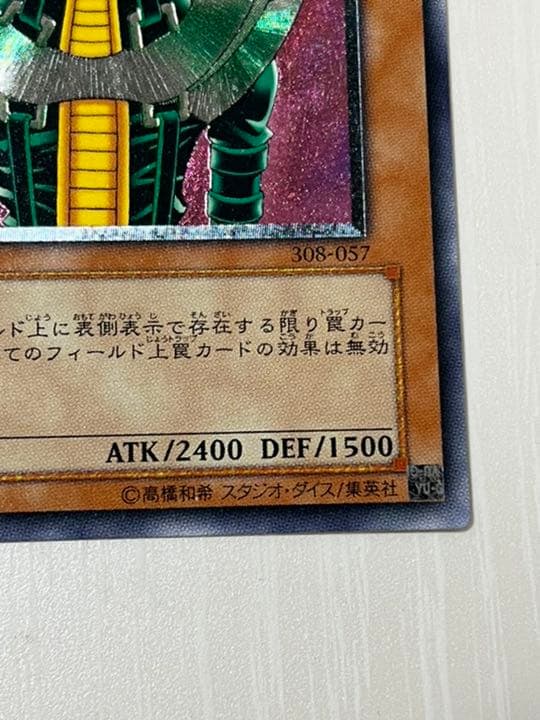 308-057
ルド上に表側表示で存在する限り罠カー
てのフィールド上罠カードの効果は無効
ATK/2400 DEF/1500
©高橋和希 スタジオ・ダイス/集英社